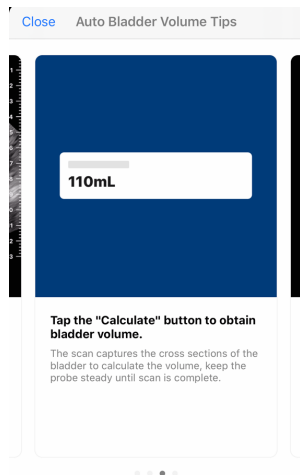 Close Auto Bladder Volume Tips
110mL
Tap the "Calculate" button to obtain
bladder volume.
The scan captures the cross sections of the
bladder to calculate the volume, keep the
probe steady until scan is complete.